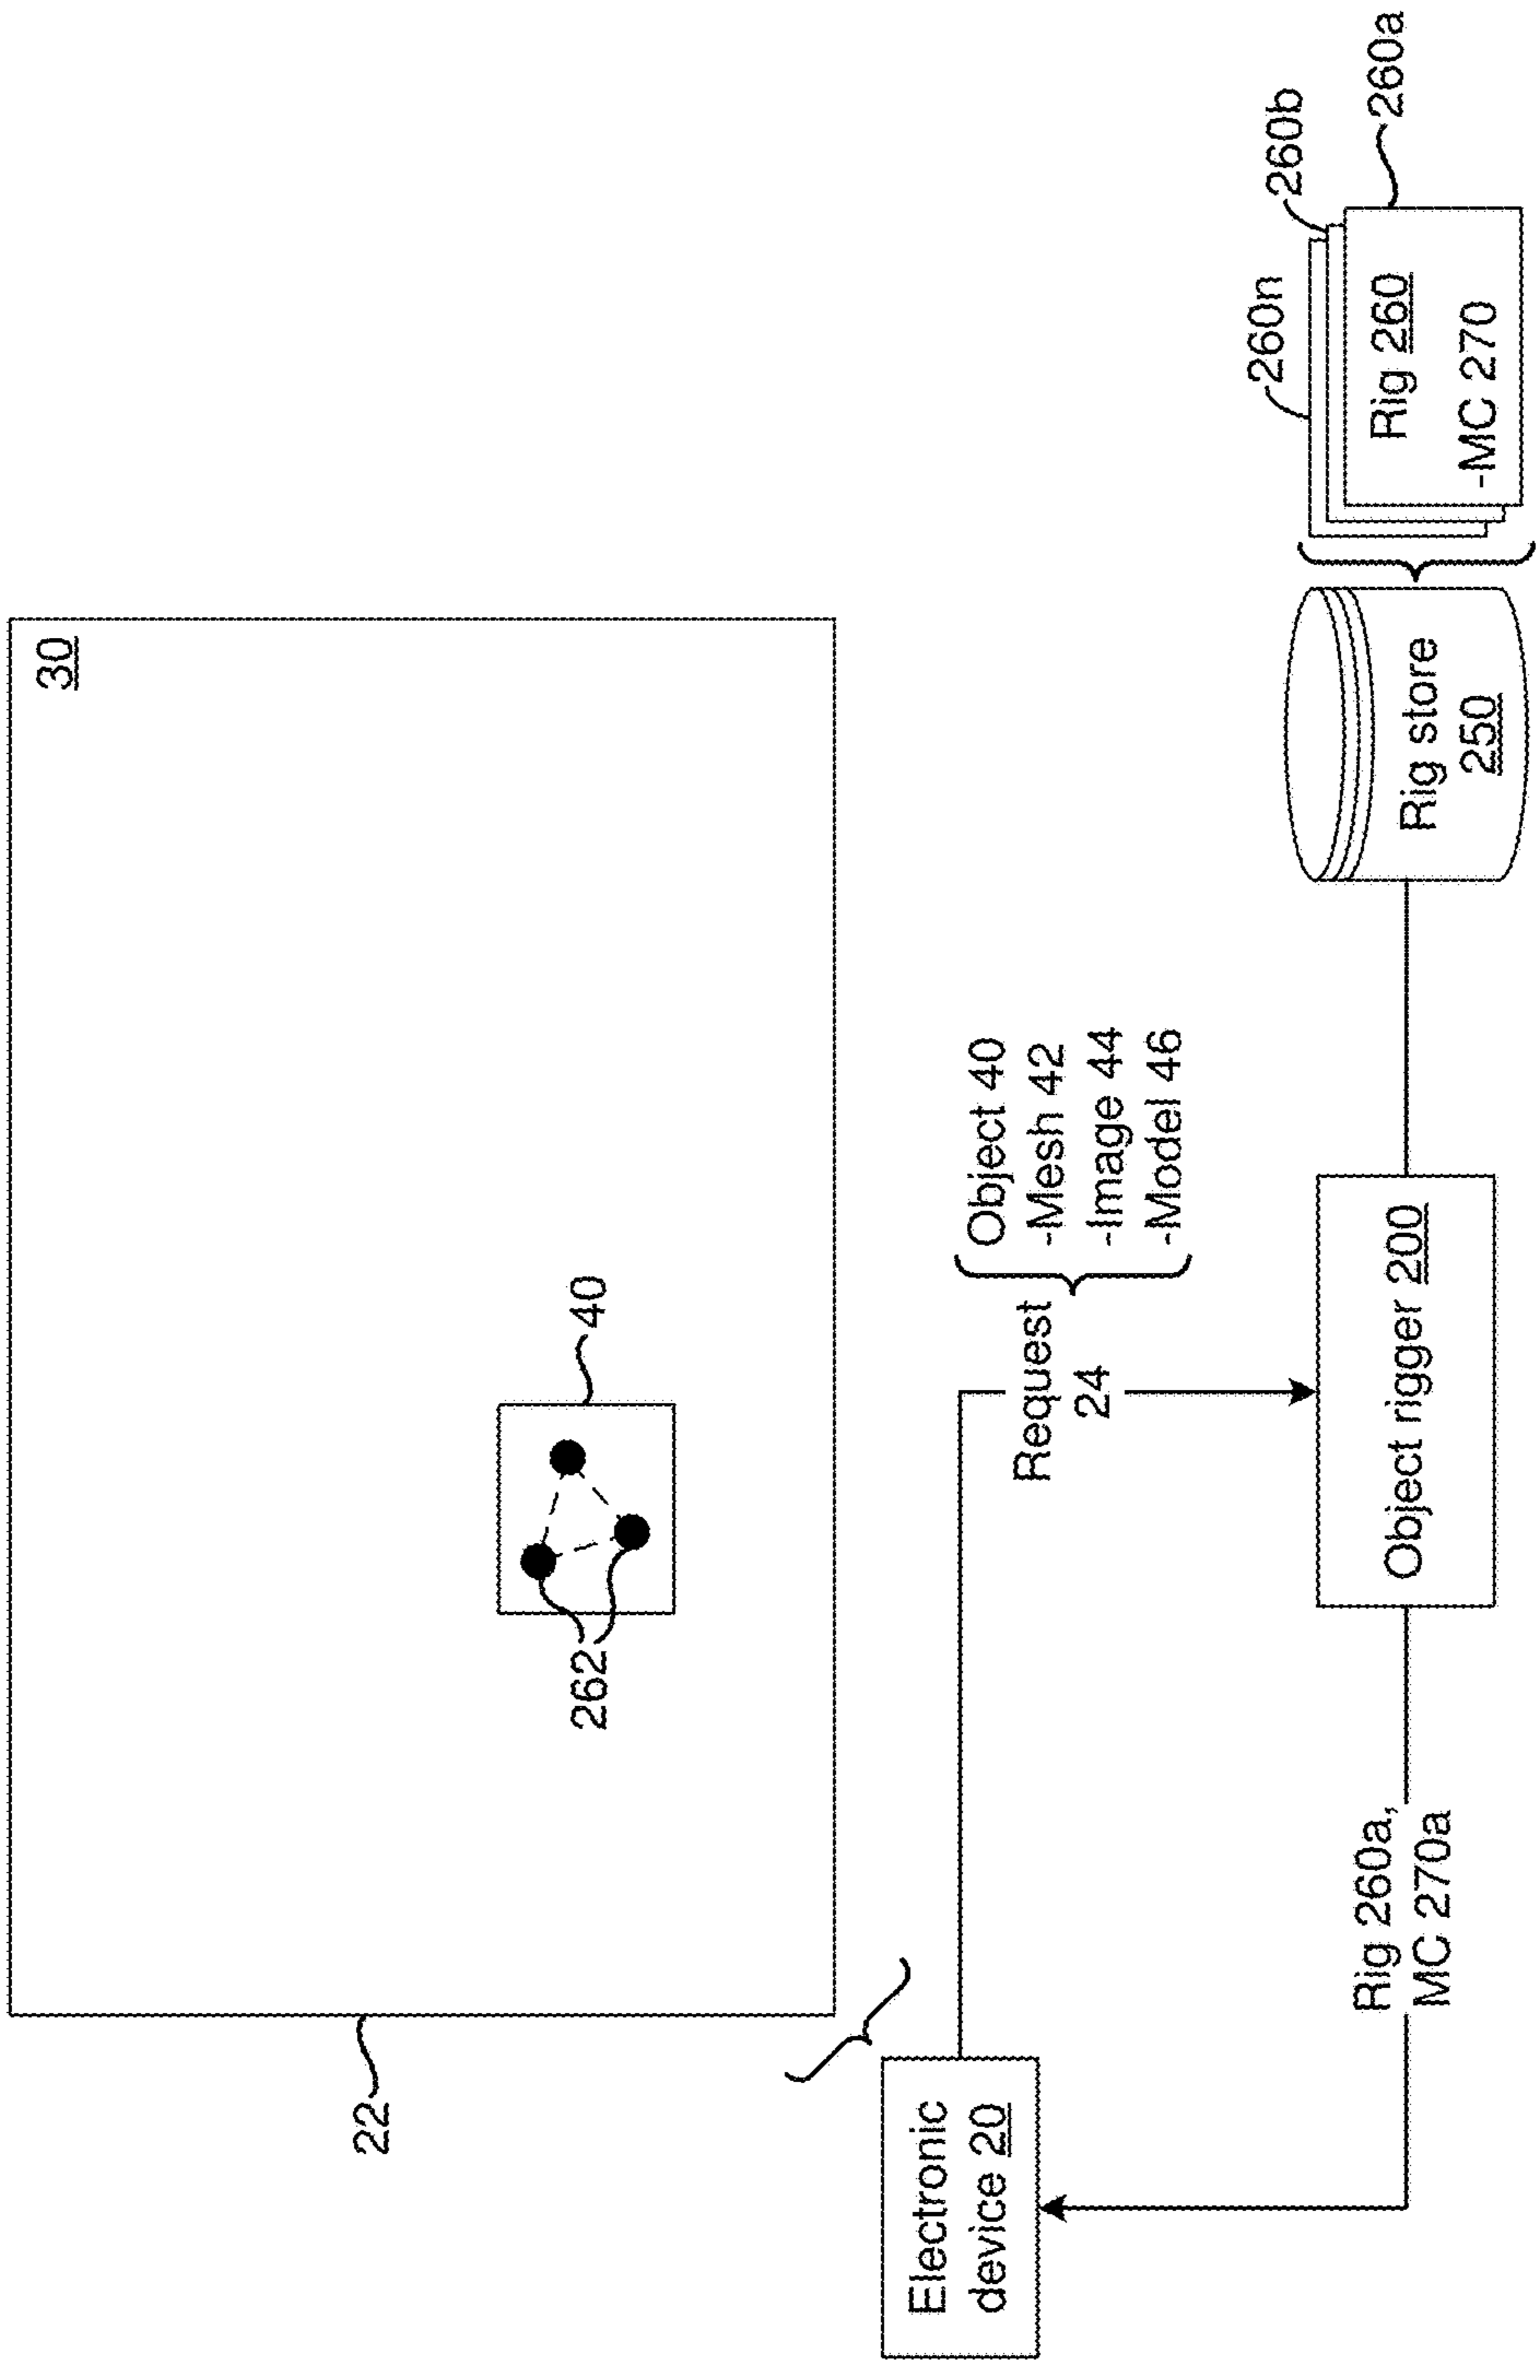 30
22
40
262
Electronic
device 20
Request
24
Object 40
-Mesh 42
-Image 44
-Model 46
Rig 260a,
MC 270a
Object rigger 200
Rig store
250
260n
260b
260a
Rig 260
-MC 270